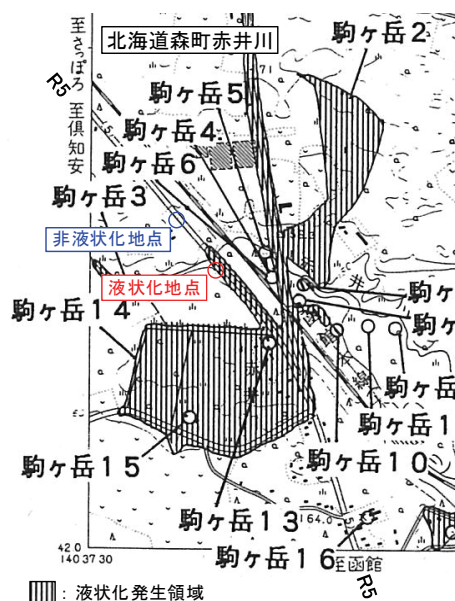 北海道森町赤井川
至さっぽろ
至倶知安
R5
71
駒ヶ岳2
駒ヶ岳5
駒ヶ岳4
駒ヶ岳6
駒ヶ岳3
非液状化地点
液状化地点
井
駒ヶ
駒ヶ
駒ヶ岳14
駒ヶ岳
駒ヶ岳1
駒ヶ岳15
駒ヶ岳10
駒ヶ岳13
164.0
駒ヶ岳16
至函館
R5
42 0
140 37 30
：液状化発生領域